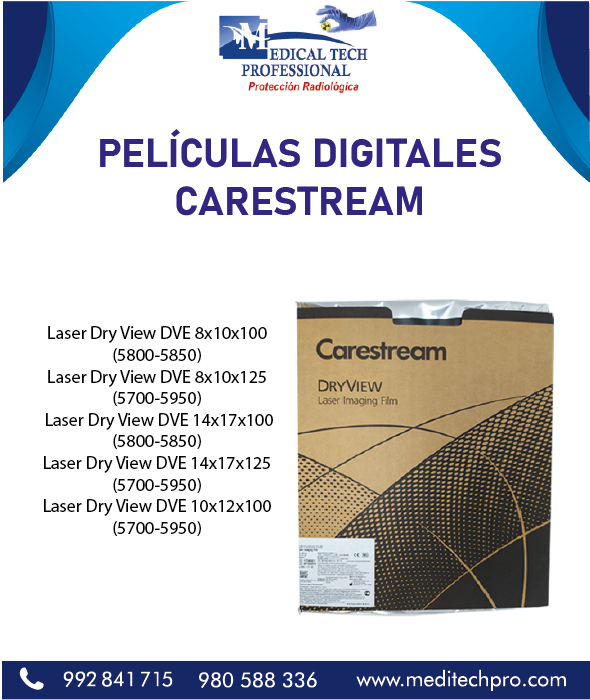 MEDICAL TECH
PROFESSIONAL
Protección Radiológica
PELÍCULAS DIGITALES
CARESTREAM
Laser Dry View DVE 8x10x100
(5800-5850)
Laser Dry View DVE 8x10x125
(5700-5950)
Laser Dry View DVE 14x17x100
(5800-5850)
Laser Dry View DVE 14x17x125
(5700-5950)
Laser Dry View DVE 10x12x100
(5700-5950)
Carestream
DRYVIEW
Laser Imaging Film
992 841 715 980 588 336 www.meditechpro.com